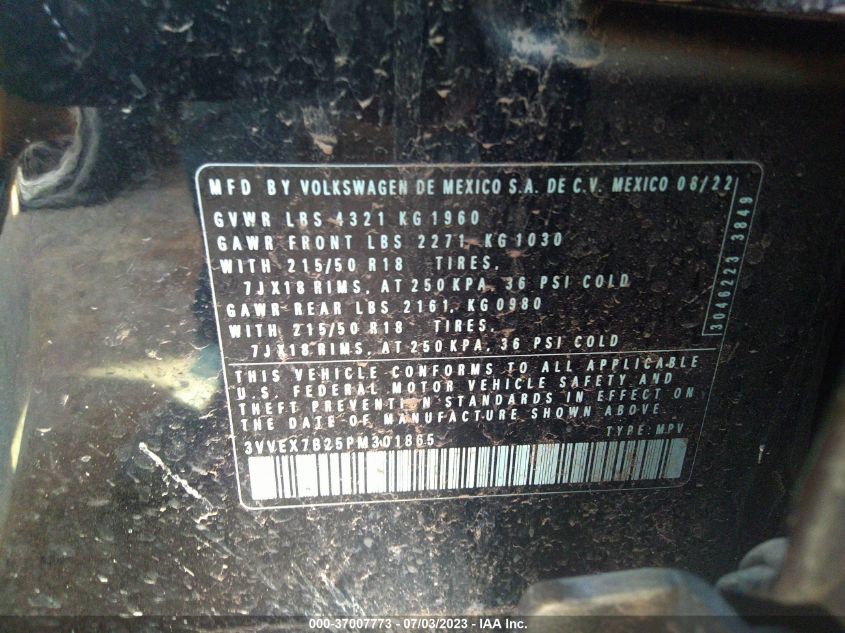 MFD BY VOLKSWAGEN DE MEXICO S.A. DE C.V. MEXICO 08/22
GVWR LBS 4321 KG 1960
GAWR FRONT LBS 2271, KG 1030
WITH 215/50 R18 TIRES,
7JX18 RIMS, AT 250 KPA, 36 PSI COLD
GAWR REAR LBS 2161, KG 0980
WITH 215/50 R18 TIRES,
7JX18 RIMS, AT 250 KPA, 36 PSI COLD
3046223 3849
THIS VEHICLE CONFORMS TO ALL APPLICABLE
U.S. FEDERAL MOTOR VEHICLE SAFETY AND
THEFT PREVENTI N STANDARDS IN EFFECT ON
THE DATE OF MANUFACTURE SHOWN ABOVE
3VVEX7B25PM301865 TYPE: MPV
000-37007773 - 07/03/2023 - IAA Inc.